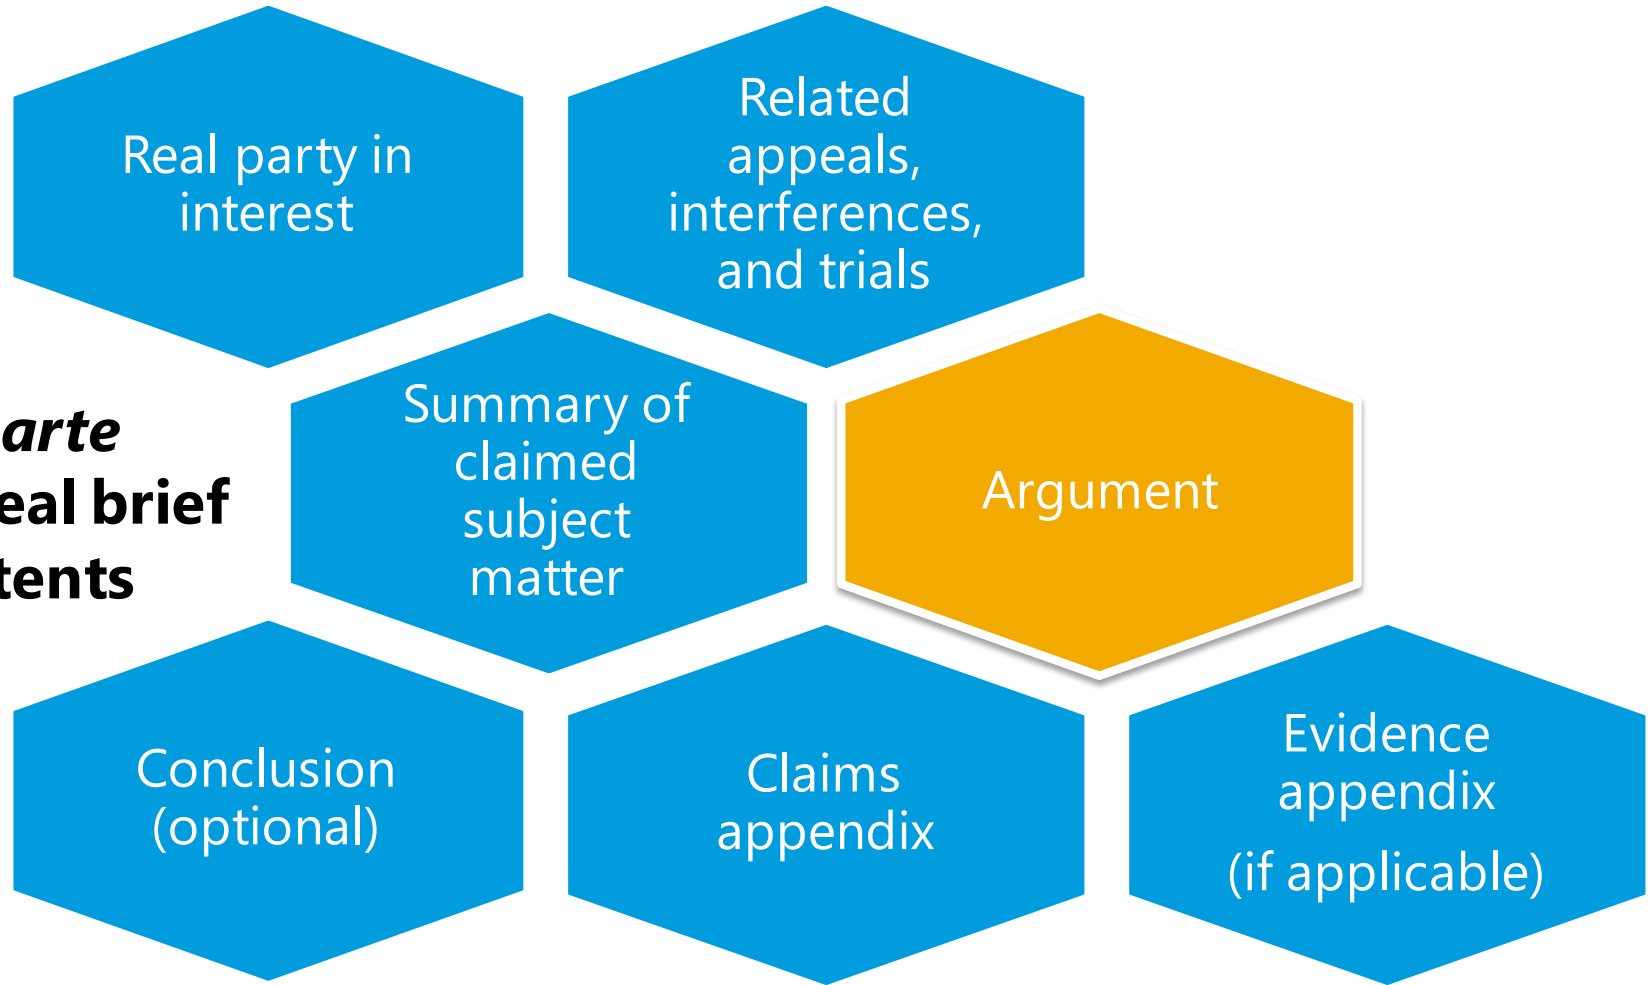 Real party in
interest
Related
appeals,
interferences,
and trials
arte
eal brief
tents
Summary of
claimed
subject
matter
Argument
Conclusion
(optional)
Claims
appendix
Evidence
appendix
(if applicable)